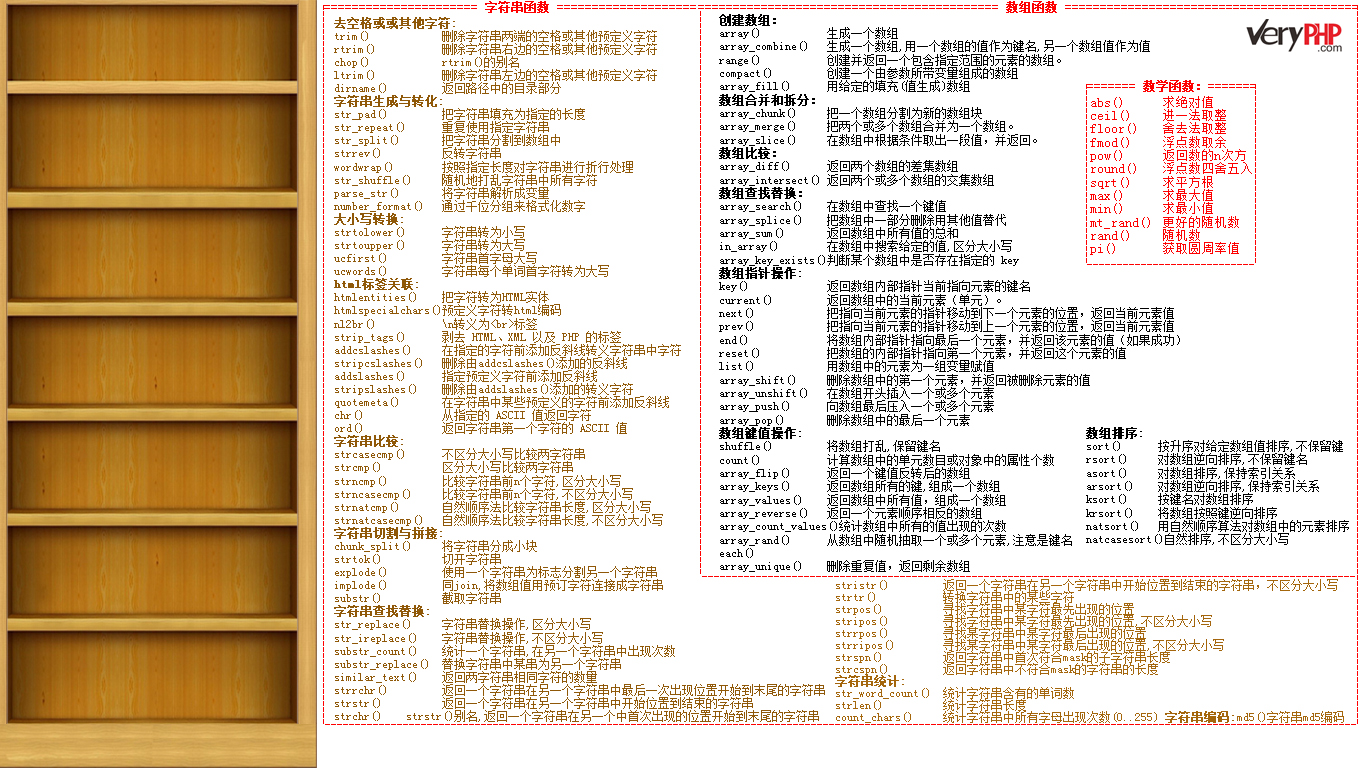 字符串函数
去空格或或其他字符:
trim() 删除字符串两端的空格或其他预定义字符
rtrim() 删除字符串右边的空格或其他预定义字符
chop() rtrim()的别名
ltrim() 删除字符串左边的空格或其他预定义字符
dirname() 返回路径中的目录部分
字符串生成与转化:
str_pad() 把字符串填充为指定的长度
str_repeat() 重复使用指定字符串
str_split() 把字符串分割到数组中
strrev() 反转字符串
wordwrap() 按照指定长度对字符串进行折行处理
str_shuffle() 随机地打乱字符串中所有字符
parse_str() 将字符串解析成变量
number_format() 通过千位分组来格式化数字
大小写转换:
strtolower() 字符串转为小写
strtoupper() 字符串转为大写
ucfirst() 字符串首字母大写
ucwords() 字符串每个单词首字符转为大写
html标签关联:
htmlentities() 把字符转为HTML实体
htmlspecialchars()预定义字符转html编码
nl2br() \n转义为<br>标签
strip_tags() 剥去 HTML、XML 以及 PHP 的标签
addcslashes() 在指定的字符前添加反斜线转义字符串中字符
stripcslashes() 删除由addcslashes()添加的反斜线
addslashes() 指定预定义字符前添加反斜线
stripslashes() 删除由addslashes()添加的转义字符
quotemeta() 在字符串中某些预定义的字符前添加反斜线
chr() 从指定的 ASCII 值返回字符
ord() 返回字符串第一个字符的 ASCII 值
字符串比较:
strcasecmp() 不区分大小写比较两字符串
strcmp() 区分大小写比较两字符串
strncmp() 比较字符串前n个字符,区分大小写
strncasecmp() 比较字符串前n个字符,不区分大小写
strnatcmp() 自然顺序法比较字符串长度,区分大小写
strnatcasecmp() 自然顺序法比较字符串长度,不区分大小写
字符串切割与拼接:
chunk_split() 将字符串分成小块
strtok() 切开字符串
explode() 使用一个字符串为标志分割另一个字符串
implode() 同join,将数组值用预订字符连接成字符串
substr() 截取字符串
字符串查找替换:
str_replace() 字符串替换操作,区分大小写
str_ireplace() 字符串替换操作,不区分大小写
substr_count() 统计一个字符串,在另一个字符串中出现次数
substr_replace() 替换字符串中某串为另一个字符串
similar_text() 返回两字符串相同字符的数量
strrchr() 返回一个字符串在另一个字符串中最后一次出现位置开始到末尾的字符串
strstr() 返回一个字符串在另一个字符串中开始位置到结束的字符串
strchr() strstr()别名,返回一个字符串在另一个中首次出现的位置开始到末尾的字符串
stristr() 返回一个字符串在另一个字符串中开始位置到结束的字符串，不区分大小写
strtr() 转换字符串中的某些字符
strpos() 寻找字符串中某字符最先出现的位置
stripos() 寻找字符串中某字符最先出现的位置,不区分大小写
strrpos() 寻找某字符串中某字符最后出现的位置
strripos() 寻找某字符串中某字符最后出现的位置,不区分大小写
strspn() 返回字符串中首次符合mask的子字符串长度
strcspn() 返回字符串中不符合mask的字符串的长度
字符串统计:
str_word_count() 统计字符串含有的单词数
strlen() 统计字符串长度
count_chars() 统计字符串中所有字母出现次数(0..255) 字符串编码:md5()字符串md5编码
数组函数
创建数组:
array() 生成一个数组
array_combine() 生成一个数组,用一个数组的值作为键名,另一个数组值作为值
range() 创建并返回一个包含指定范围的元素的数组。
compact() 创建一个由参数所带变量组成的数组
array_fill() 用给定的填充(值生成)数组
数组合并和拆分:
array_chunk() 把一个数组分割为新的数组块
array_merge() 把两个或多个数组合并为一个数组。
array_slice() 在数组中根据条件取出一段值，并返回。
数组比较:
array_diff() 返回两个数组的差集数组
array_intersect() 返回两个或多个数组的交集数组
数组查找替换:
array_search() 在数组中查找一个键值
array_splice() 把数组中一部分删除用其他值替代
array_sum() 返回数组中所有值的总和
in_array() 在数组中搜索给定的值,区分大小写
array_key_exists()判断某个数组中是否存在指定的 key
数组指针操作:
key() 返回数组内部指针当前指向元素的键名
current() 返回数组中的当前元素（单元）。
next() 把指向当前元素的指针移动到下一个元素的位置，返回当前元素值
prev() 把指向当前元素的指针移动到上一个元素的位置，返回当前元素值
end() 将数组内部指针指向最后一个元素，并返回该元素的值（如果成功）
reset() 把数组的内部指针指向第一个元素，并返回这个元素的值
list() 用数组中的元素为一组变量赋值
array_shift() 删除数组中的第一个元素，并返回被删除元素的值
array_unshift() 在数组开头插入一个或多个元素
array_push() 向数组最后压入一个或多个元素
array_pop() 删除数组中的最后一个元素
数组键值操作:
shuffle() 将数组打乱,保留键名
count() 计算数组中的单元数目或对象中的属性个数
array_flip() 返回一个键值反转后的数组
array_keys() 返回数组所有的键,组成一个数组
array_values() 返回数组中所有值，组成一个数组
array_reverse() 返回一个元素顺序相反的数组
array_count_values()统计数组中所有的值出现的次数
array_rand() 从数组中随机抽取一个或多个元素,注意是键名
each()
array_unique() 删除重复值，返回剩余数组
数组排序:
sort() 按升序对给定数组值排序,不保留键
rsort() 对数组逆向排序,不保留键名
asort() 对数组排序,保持索引关系
arsort() 对数组逆向排序,保持索引关系
ksort() 按键名对数组排序
krsort() 将数组按照键逆向排序
natsort() 用自然顺序算法对数组中的元素排序
natcasesort()自然排序,不区分大小写
VeryPHP
.com
数学函数:
abs() 求绝对值
ceil() 进一法取整
floor() 舍去法取整
fmod() 浮点数取余
pow() 返回数的n次方
round() 浮点数四舍五入
sqrt() 求平方根
max() 求最大值
min() 求最小值
mt_rand() 更好的随机数
rand() 随机数
pi() 获取圆周率值